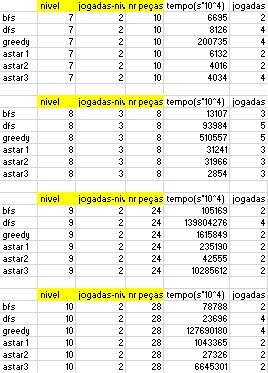 nivel jogadas-niv nr peças tempo(s*10^4) jogadas
bfs 7 2 10 6695 2
dfs 7 2 10 8126 4
greedy 7 2 10 200735 4
astar1 7 2 10 6132 2
astar2 7 2 10 4016 2
astar3 7 2 10 4034 4
nivel jogadas-niv nr peças tempo(s*10^4) jogadas
bfs 8 3 8 13107 3
dfs 8 3 8 93984 5
greedy 8 3 8 510557 5
astar1 8 3 8 31241 3
astar2 8 3 8 31966 3
astar3 8 3 8 2854 3
nivel jogadas-niv nr peças tempo(s*10^4) jogadas
bfs 9 2 24 105169 2
dfs 9 2 24 139804276 4
greedy 9 2 24 1615849 2
astar1 9 2 24 235190 2
astar2 9 2 24 42555 2
astar3 9 2 24 10285612 2
nivel jogadas-niv nr peças tempo(s*10^4) jogadas
bfs 10 2 28 78788 2
dfs 10 2 28 23696 4
greedy 10 2 28 127690180 4
astar1 10 2 28 1043365 2
astar2 10 2 28 27326 2
astar3 10 2 28 6645301 2